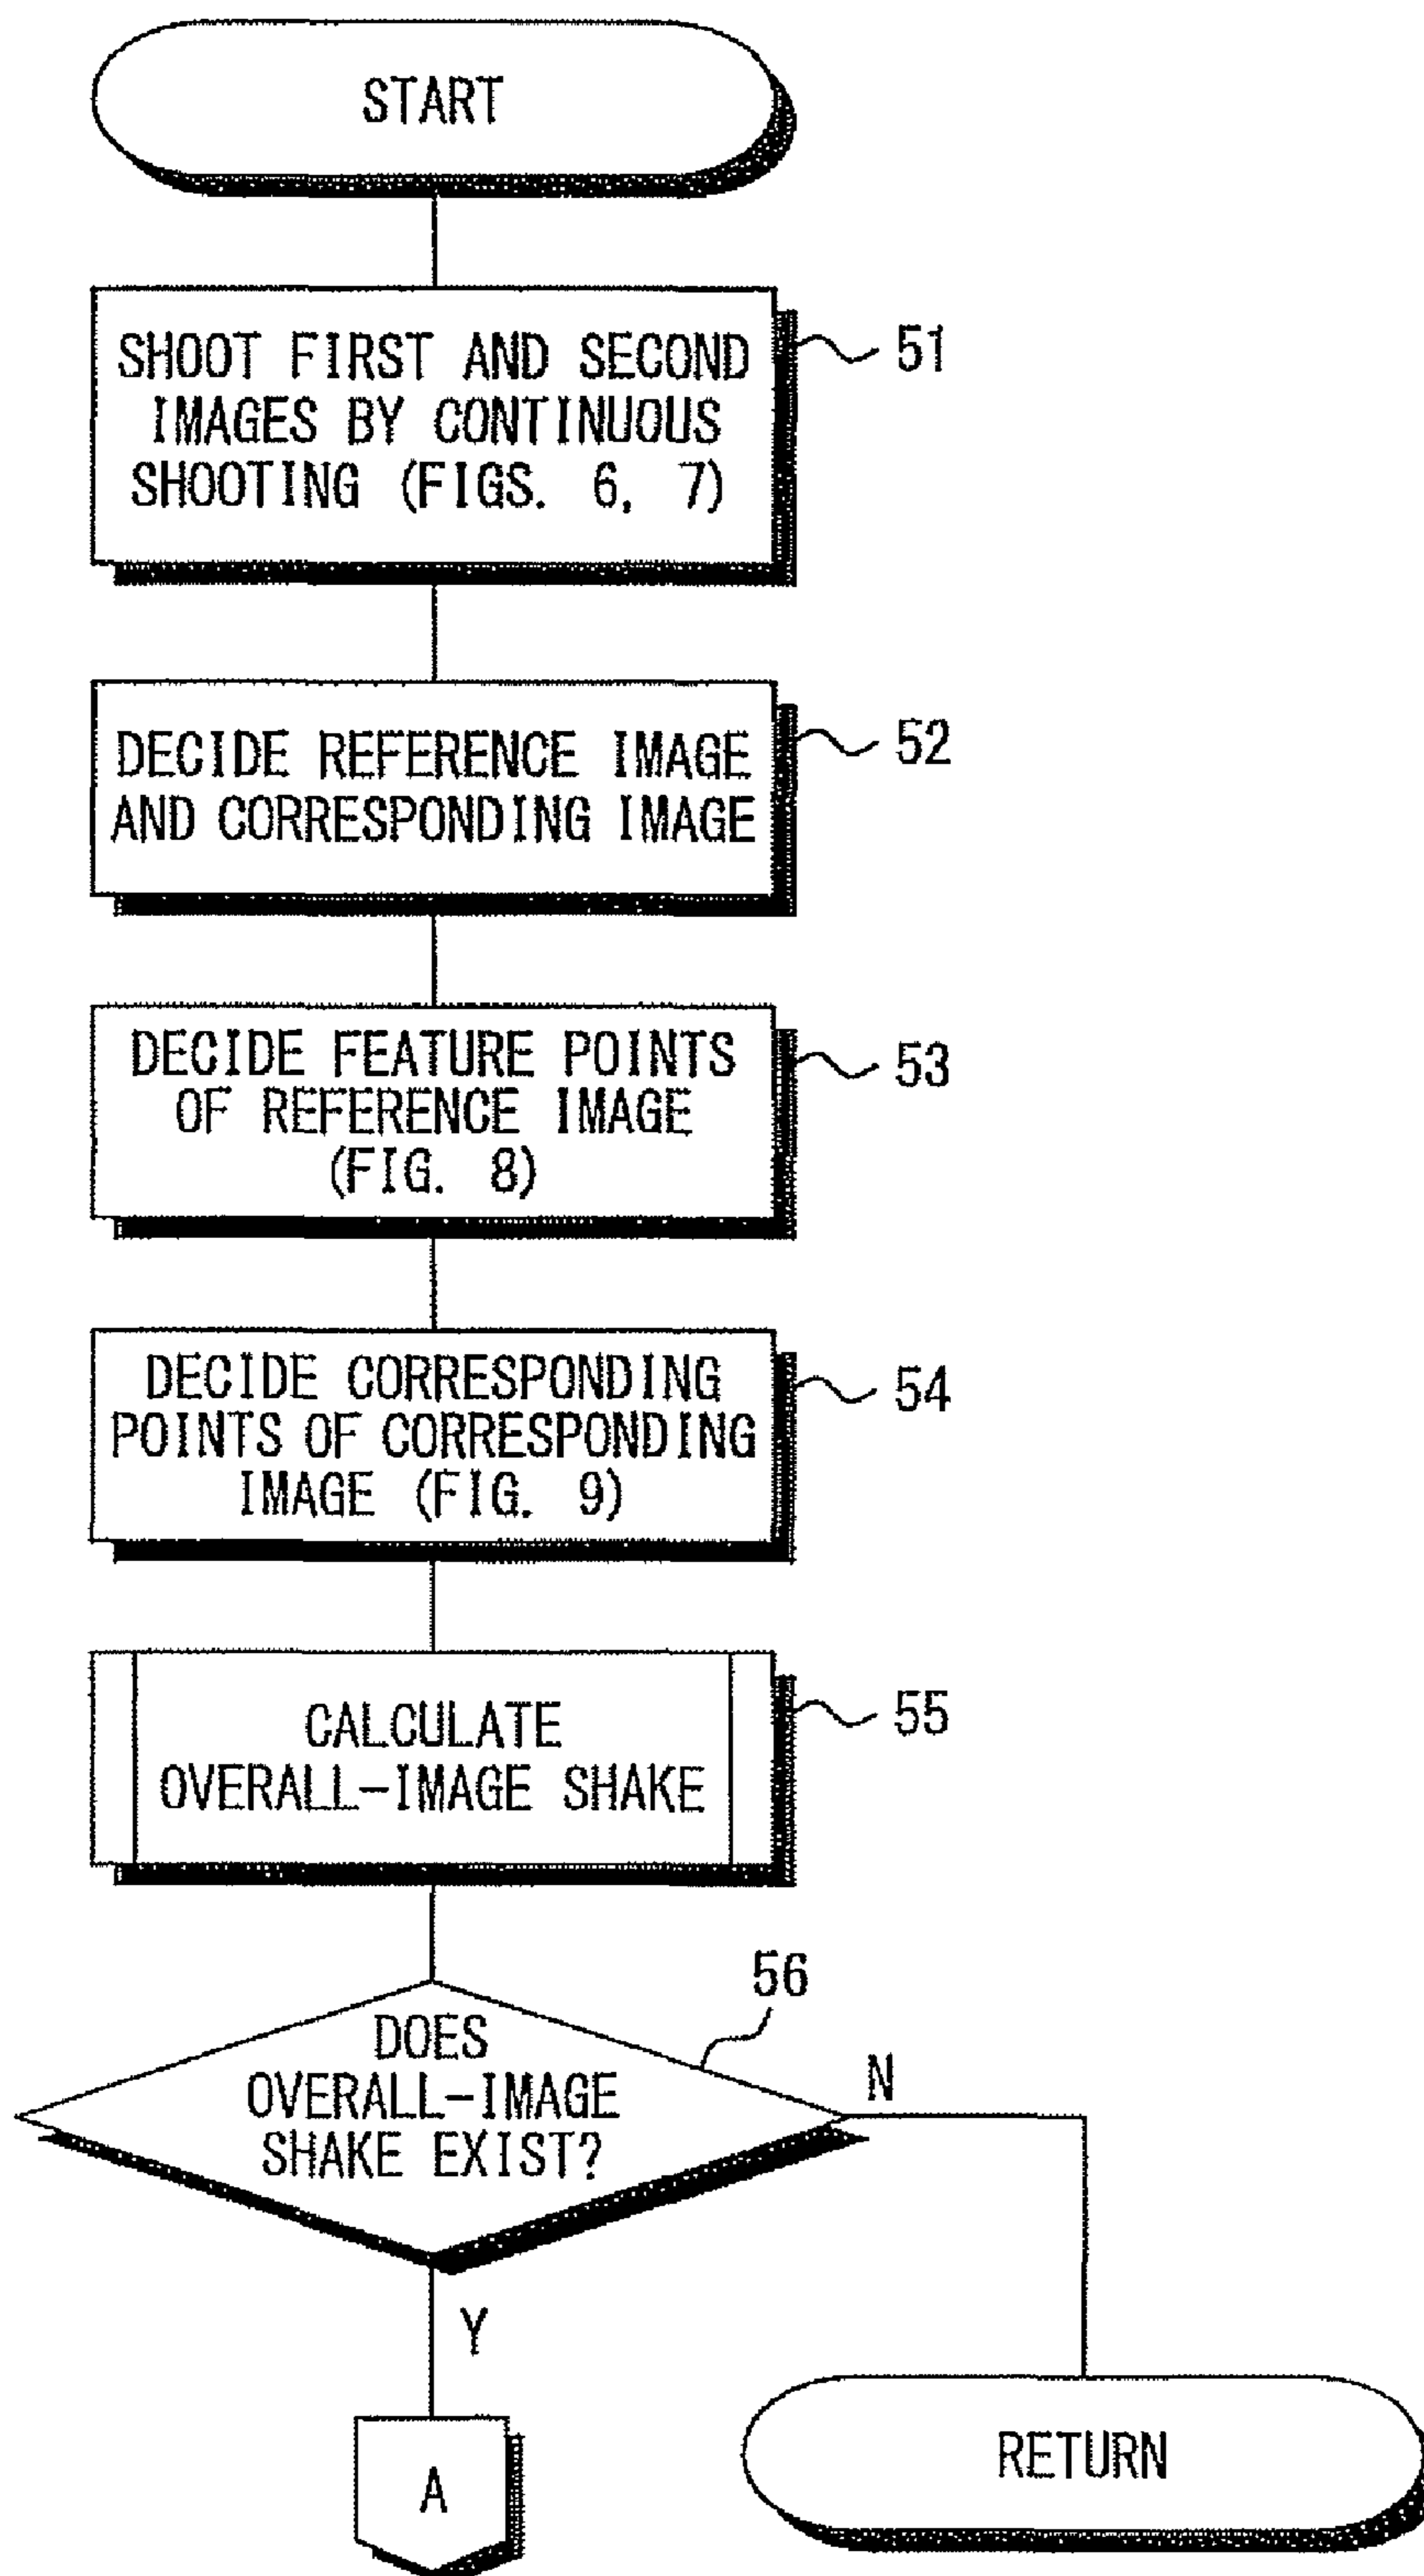 START
SHOOT FIRST AND SECOND
IMAGES BY CONTINUOUS
SHOOTING (FIGS. 6, 7)
51
DECIDE REFERENCE IMAGE
AND CORRESPONDING IMAGE
52
DECIDE FEATURE POINTS
OF REFERENCE IMAGE
(FIG. 8)
53
DECIDE CORRESPONDING
POINTS OF CORRESPONDING
IMAGE (FIG. 9)
54
CALCULATE
OVERALL-IMAGE SHAKE
55
56
DOES
OVERALL-IMAGE
SHAKE EXIST?
N
Y
A
RETURN